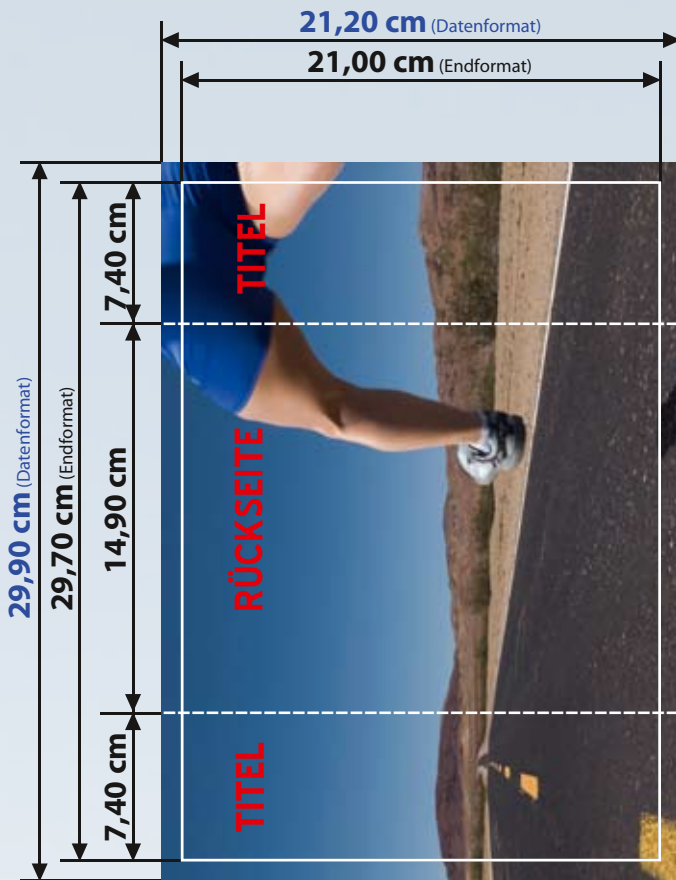 21,20 cm (Datenformat)
21,00 cm (Endformat)
7,40 cm
14,90 cm
7,40 cm
29,70 cm (Endformat)
29,90 cm (Datenformat)
TITEL
RÜCKSEITE
TITEL